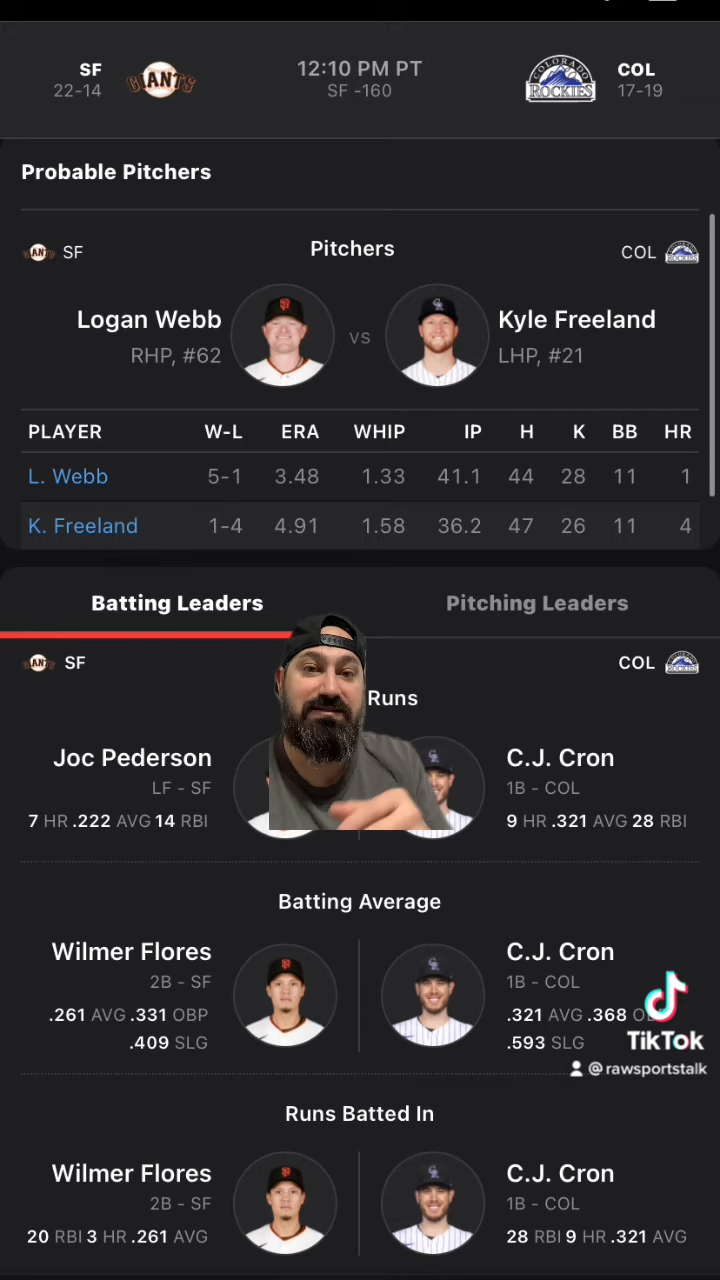 SF
22-14
GIANTS
12:10 PM PT
SF -160
COLORADO
ROCKIES
COL
17-19
Probable Pitchers
SF
Pitchers
COL
Logan Webb
RHP, #62
VS
Kyle Freeland
LHP, #21
PLAYER W-L ERA WHIP IP H K BB HR
L. Webb 5-1 3.48 1.33 41.1 44 28 11 1
K. Freeland 1-4 4.91 1.58 36.2 47 26 11 4
Batting Leaders
Pitching Leaders
SF
COL
Runs
Joc Pederson
LF - SF
7 HR .222 AVG 14 RBI
C.J. Cron
1B - COL
9 HR .321 AVG 28 RBI
Batting Average
Wilmer Flores
2B - SF
.261 AVG .331 OBP
.409 SLG
C.J. Cron
1B - COL
.321 AVG .368
.593 SLG
TikTok
@rawsportstalk
Runs Batted In
Wilmer Flores
2B - SF
20 RBI 3 HR .261 AVG
C.J. Cron
1B - COL
28 RBI 9 HR .321 AVG